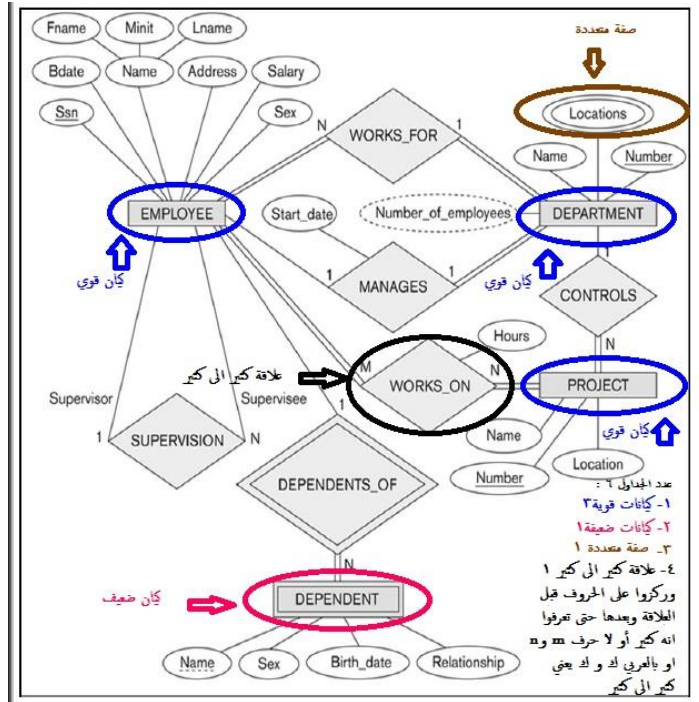 Fname Minit Lname
صفة متعددة
Bdate Name Address Salary
Locations
Ssn Sex
N WORKS_FOR 1
Name Number
EMPLOYEE Start_date Number_of_employees DEPARTMENT
كيان قوي
كيان قوي
1 MANAGES 1
1
CONTROLS
Hours
علاقة كثير الى كثير
M WORKS_ON N
N
PROJECT
Supervisor Supervisee
1 SUPERVISION N
1
Name
كيان قوي
Number Location
DEPENDENTS_OF
عدد الجداول ٦ :
١- كيانات قوية٣
٢- كيانات ضعيفة١
٣- صفة متعددة ١
٤- علاقة كثير الى كثير ١
وركزوا على الحروف قبل
العلاقة وبعدها حتى تعرفوا
انه كثير أو لا حرف m و n
او بالعربي ك و ك يعني
كثير الى كثير
N
DEPENDENT
كيان ضعيف
Name Sex Birth_date Relationship